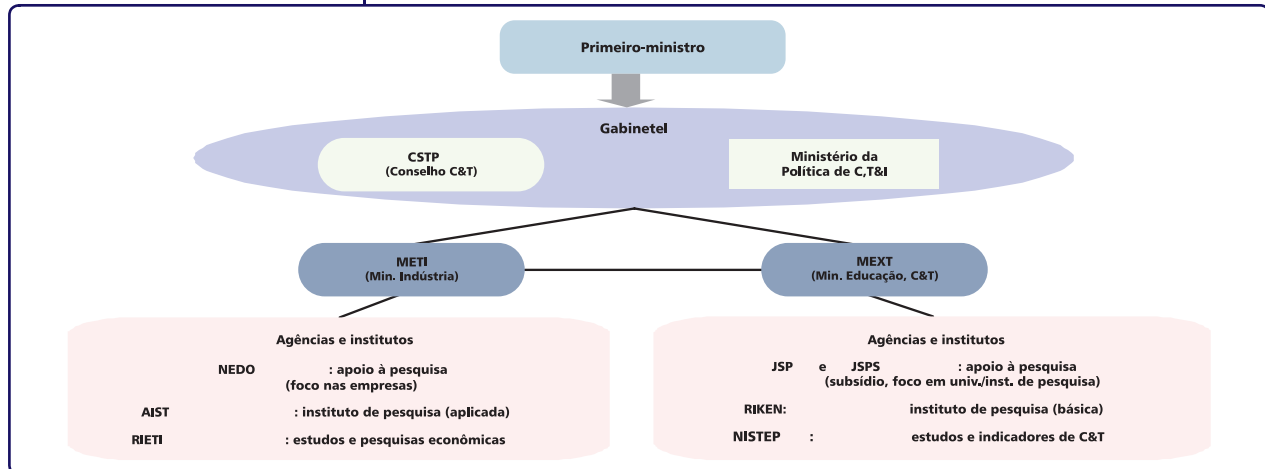 Primeiro-ministro
Gabinetel
CSTP
(Conselho C&T)
Ministério da
Política de C,T&I
METI
(Min. Indústria)
MEXT
(Min. Educação, C&T)
Agências e institutos
NEDO : apoio à pesquisa
(foco nas empresas)
AIST : instituto de pesquisa (aplicada)
RIETI : estudos e pesquisas econômicas
Agências e institutos
JSP e JSPS : apoio à pesquisa
(subsídio, foco em univ./inst. de pesquisa)
RIKEN: instituto de pesquisa (básica)
NISTEP : estudos e indicadores de C&T